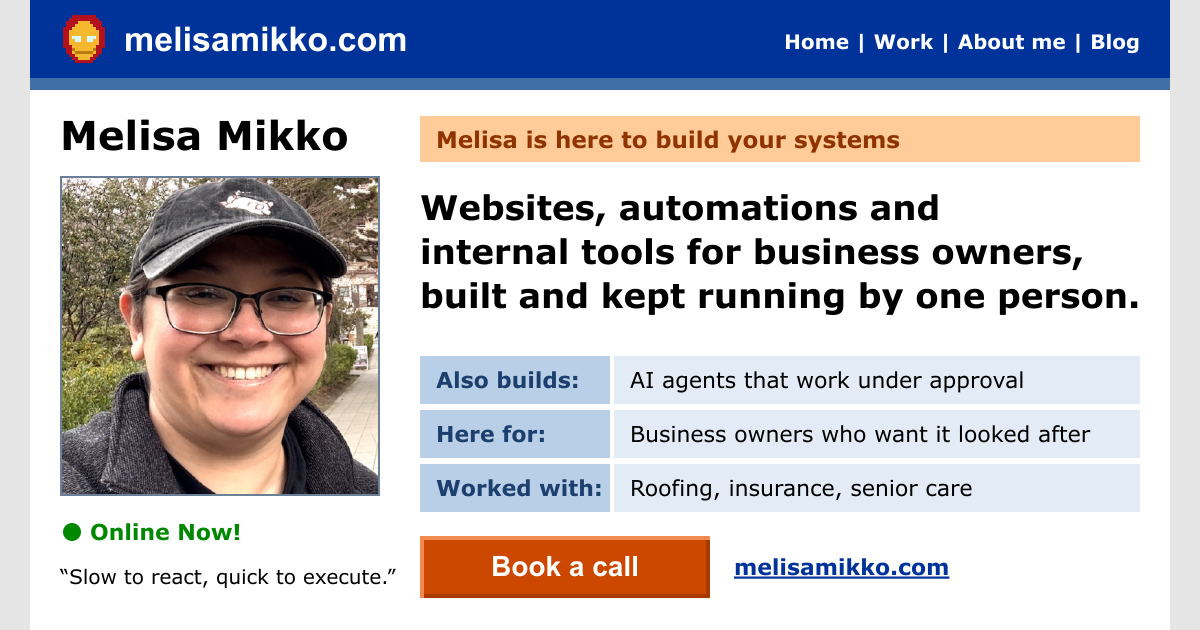 melisamikko.com
Home | Work | About me | Blog
Melisa Mikko
Melisa is here to build your systems
Websites, automations and
internal tools for business owners,
built and kept running by one person.
Also builds: AI agents that work under approval
Here for: Business owners who want it looked after
Worked with: Roofing, insurance, senior care
● Online Now!
“Slow to react, quick to execute.”
Book a call
melisamikko.com